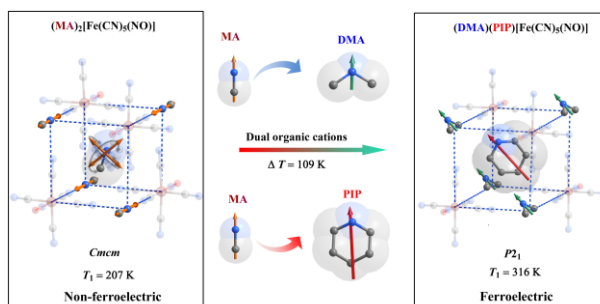 (MA)₂[Fe(CN)₅(NO)]
Cmcm
T₁ = 207 K
Non-ferroelectric
MA
DMA
Dual organic cations
Δ T = 109 K
MA
PIP
(DMA)(PIP)[Fe(CN)₅(NO)]
P2₁
T₁ = 316 K
Ferroelectric